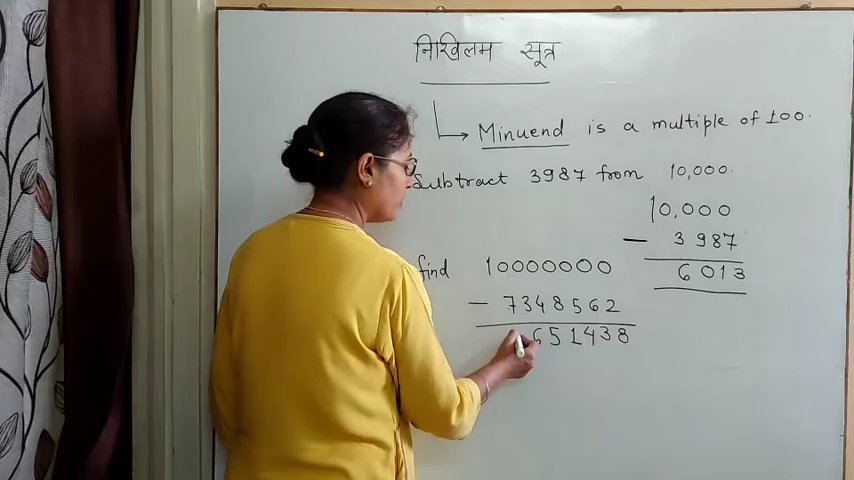 निखिलम सूत्र
Minuend is a multiple of 100.
Subtract 3987 from 10,000.
10,000
- 3987
6013
find 10000000
- 7348562
651438